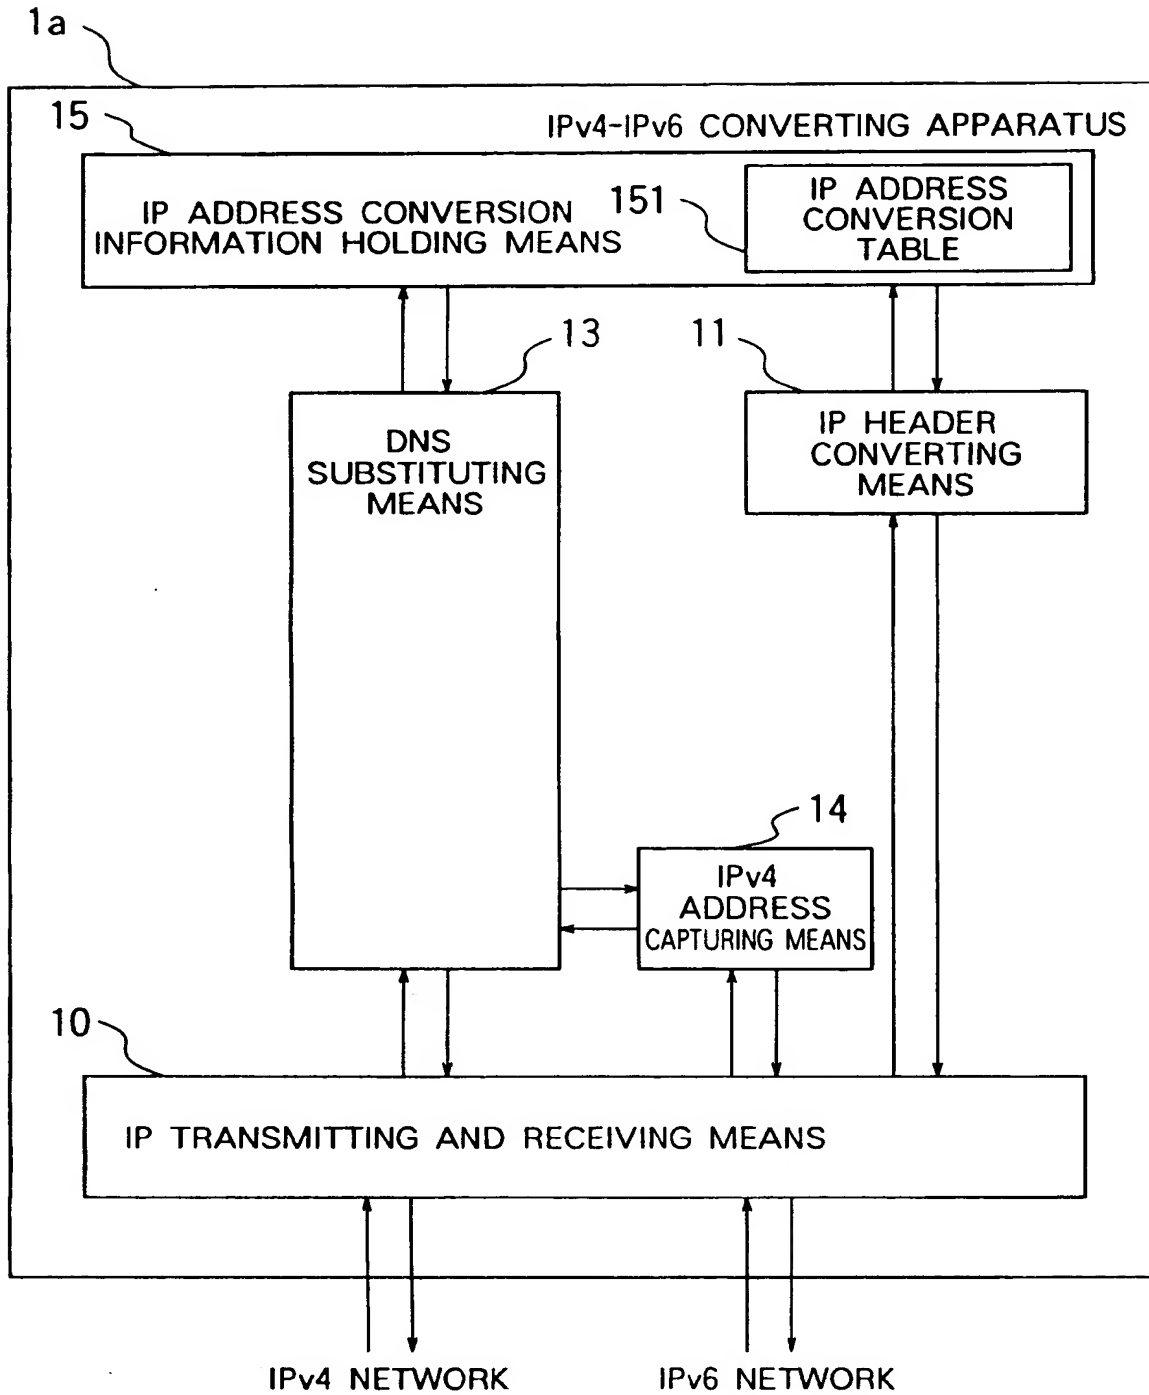 1a
15
IPv4-IPv6 CONVERTING APPARATUS
IP ADDRESS CONVERSION
INFORMATION HOLDING MEANS
151
IP ADDRESS
CONVERSION
TABLE
13
11
DNS
SUBSTITUTING
MEANS
IP HEADER
CONVERTING
MEANS
14
IPv4
ADDRESS
CAPTURING MEANS
10
IP TRANSMITTING AND RECEIVING MEANS
IPv4 NETWORK
IPv6 NETWORK